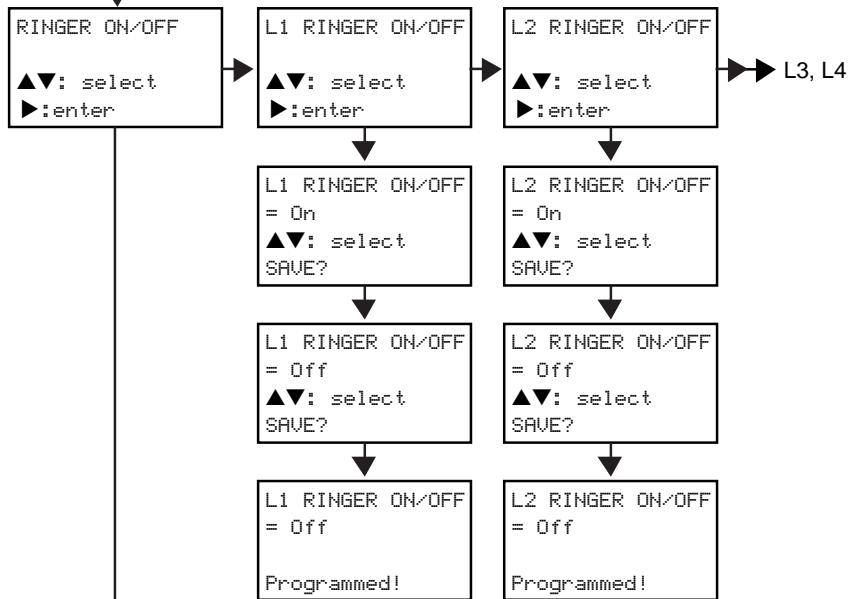 RINGER ON/OFF
▲▼: select
▶:enter
L1 RINGER ON/OFF
▲▼: select
▶:enter
L2 RINGER ON/OFF
▲▼: select
▶:enter
L3, L4
L1 RINGER ON/OFF
= On
▲▼: select
SAVE?
L2 RINGER ON/OFF
= On
▲▼: select
SAVE?
L1 RINGER ON/OFF
= Off
▲▼: select
SAVE?
L2 RINGER ON/OFF
= Off
▲▼: select
SAVE?
L1 RINGER ON/OFF
= Off
Programmed!
L2 RINGER ON/OFF
= Off
Programmed!